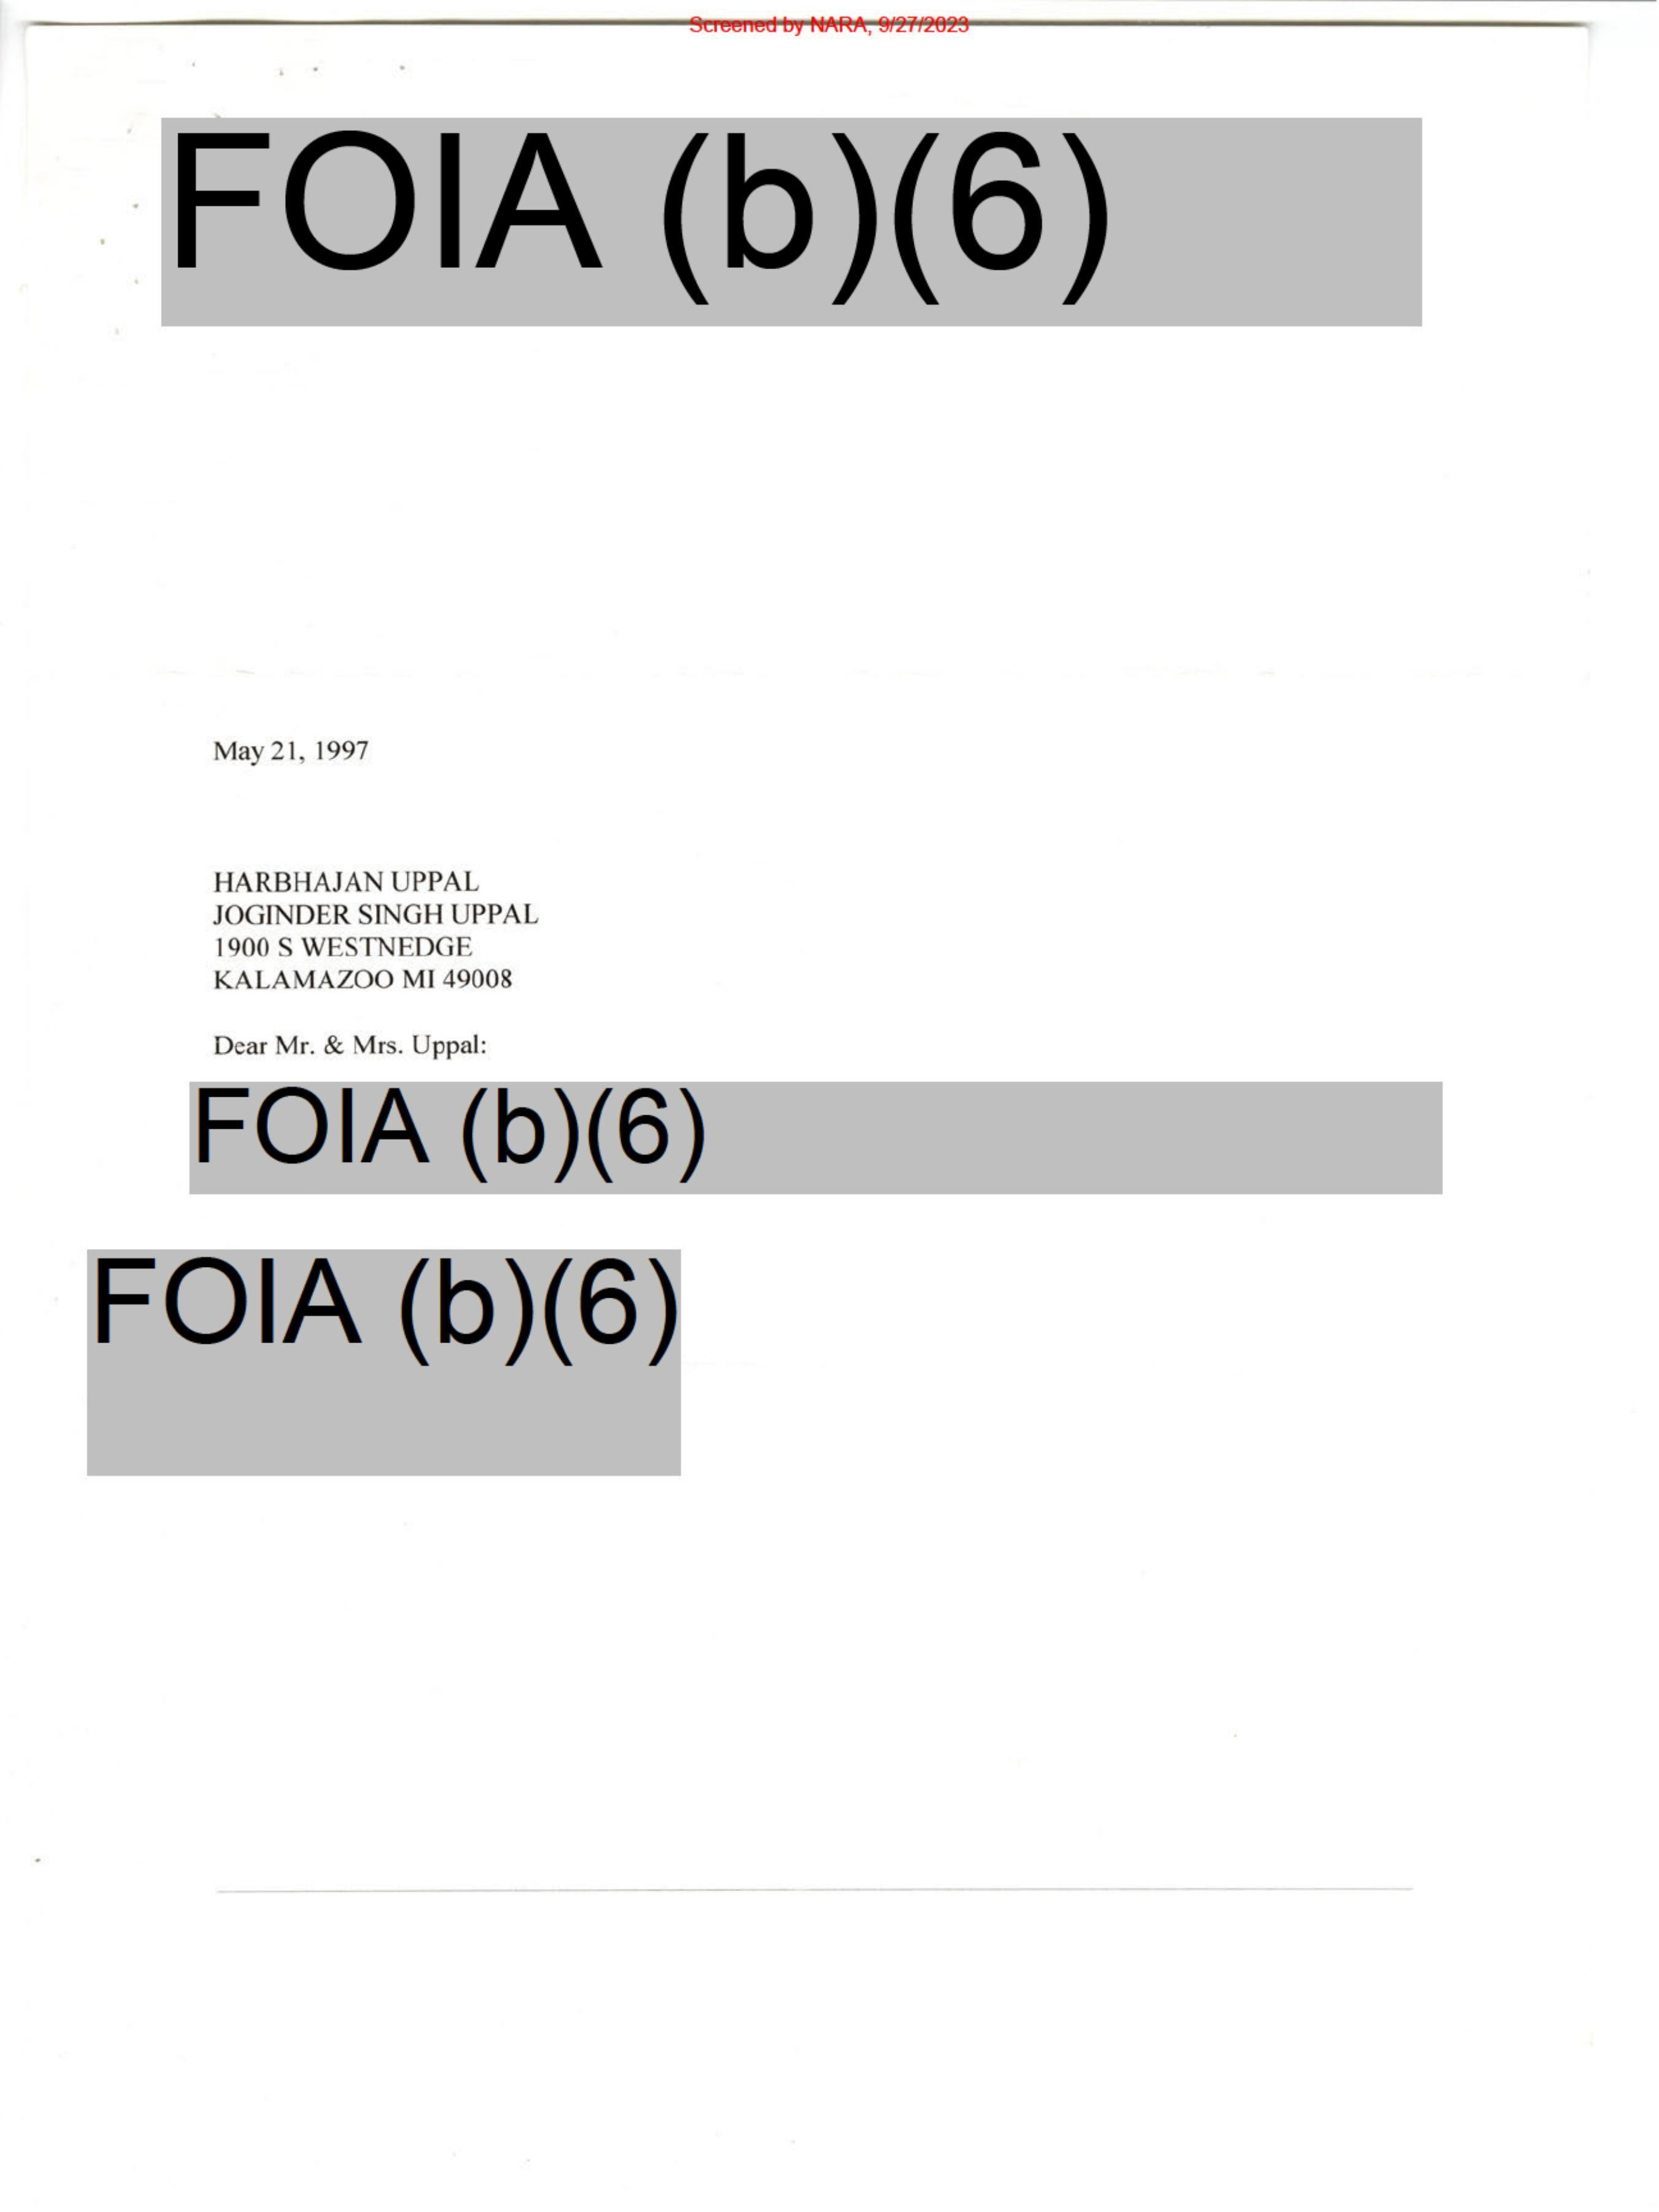 Screened by NARA, 9/27/2023
FOIA (b)(6)
May 21, 1997
HARBHAJAN UPPAL
JOGINDER SINGH UPPAL
1900 S WESTNEDGE
KALAMAZOO MI 49008
Dear Mr. & Mrs. Uppal:
FOIA (b)(6)
FOIA (b)(6)